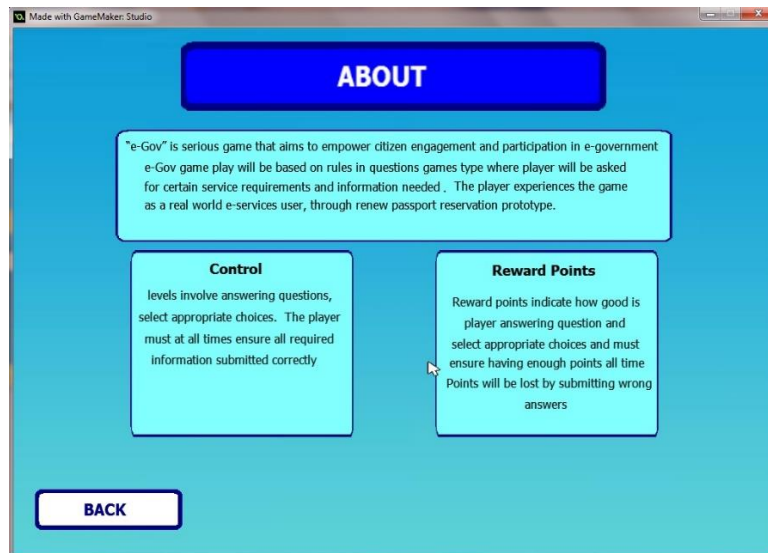 Made with GameMaker: Studio
ABOUT
"e-Gov" is serious game that aims to empower citizen engagement and participation in e-government
e-Gov game play will be based on rules in questions games type where player will be asked
for certain service requirements and information needed . The player experiences the game
as a real world e-services user, through renew passport reservation prototype.
Control
levels involve answering questions,
select appropriate choices. The player
must at all times ensure all required
information submitted correctly
Reward Points
Reward points indicate how good is
player answering question and
select appropriate choices and must
ensure having enough points all time
Points will be lost by submitting wrong
answers
BACK